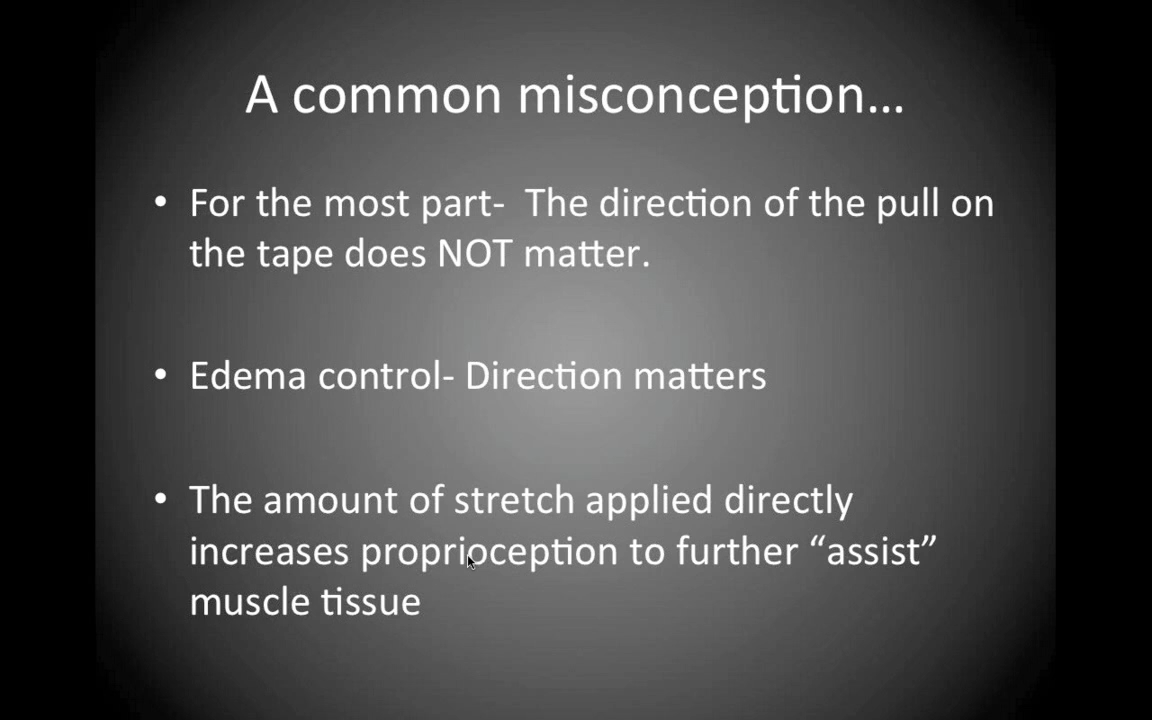 A common misconception...
• For the most part-  The direction of the pull on
the tape does NOT matter.
• Edema control- Direction matters
• The amount of stretch applied directly
increases proprioception to further “assist”
muscle tissue